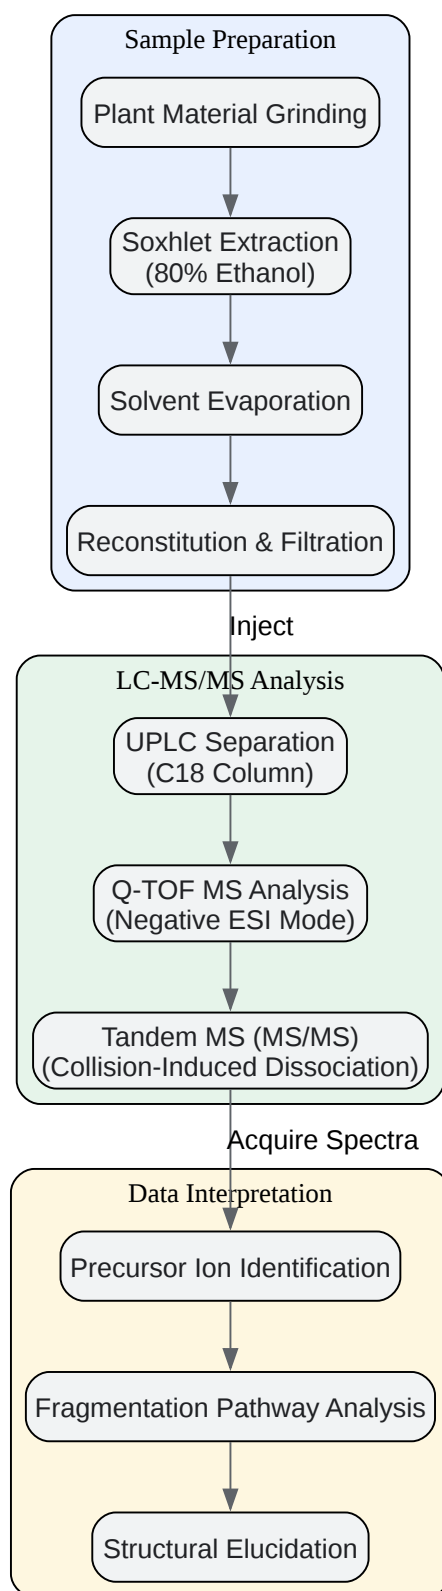 Sample Preparation
Plant Material Grinding
Soxhlet Extraction
(80% Ethanol)
Solvent Evaporation
Reconstitution & Filtration
Inject
LC-MS/MS Analysis
UPLC Separation
(C18 Column)
Q-TOF MS Analysis
(Negative ESI Mode)
Tandem MS (MS/MS)
(Collision-Induced Dissociation)
Acquire Spectra
Data Interpretation
Precursor Ion Identification
Fragmentation Pathway Analysis
Structural Elucidation